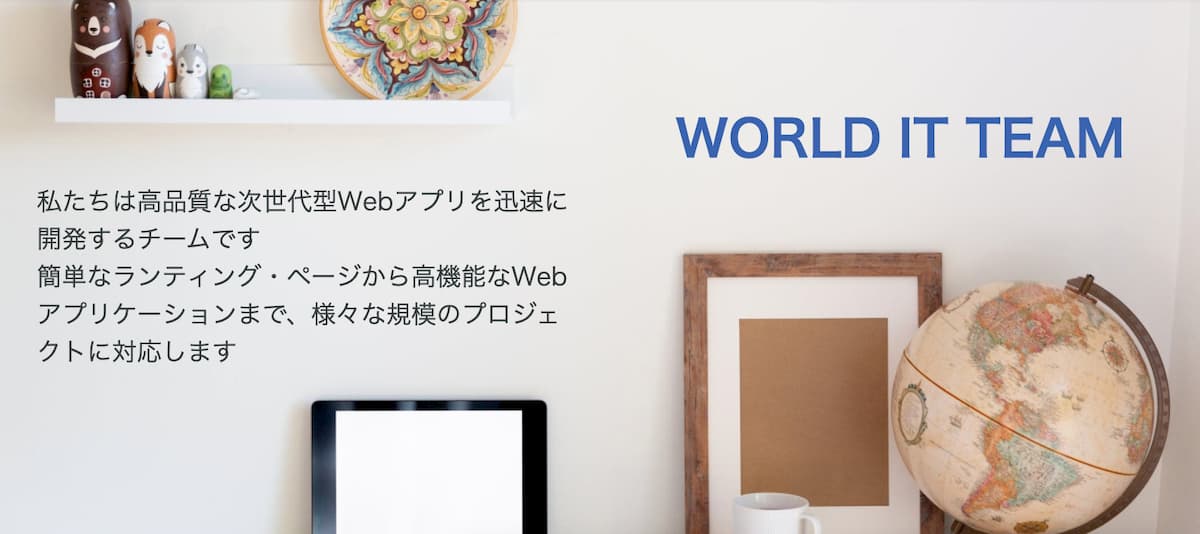 WORLD IT TEAM
私たちは高品質な次世代型Webアプリを迅速に
開発するチームです
簡単なランティング・ページから高機能なWeb
アプリケーションまで、様々な規模のプロジェ
クトに対応します